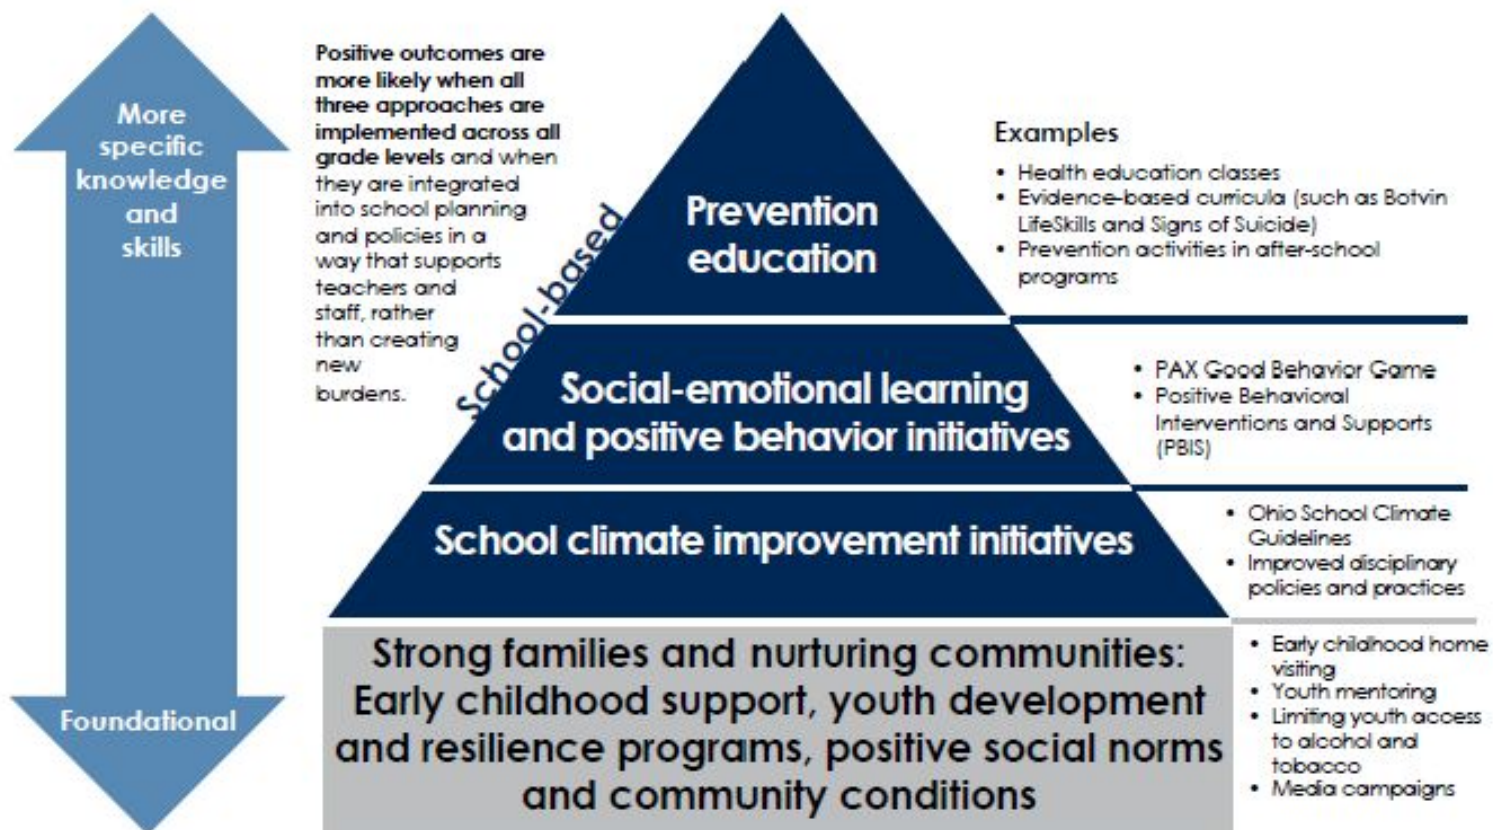 More
specific
knowledge
and
skills
Foundational
Positive outcomes are
more likely when all
three approaches are
implemented across all
grade levels and when
they are integrated
into school planning
and policies in a
way that supports
teachers and
staff, rather
than creating
new
burdens.
School-based
Prevention
education
Examples
• Health education classes
• Evidence-based curricula (such as Botvin
LifeSkills and Signs of Suicide)
• Prevention activities in after-school
programs
Social-emotional learning
and positive behavior initiatives
• PAX Good Behavior Game
• Positive Behavioral
Interventions and Supports
(PBIS)
School climate improvement initiatives
• Ohio School Climate
Guidelines
• Improved disciplinary
policies and practices
Strong families and nurturing communities:
Early childhood support, youth development
and resilience programs, positive social norms
and community conditions
• Early childhood home
visiting
• Youth mentoring
• Limiting youth access
to alcohol and
tobacco
• Media campaigns